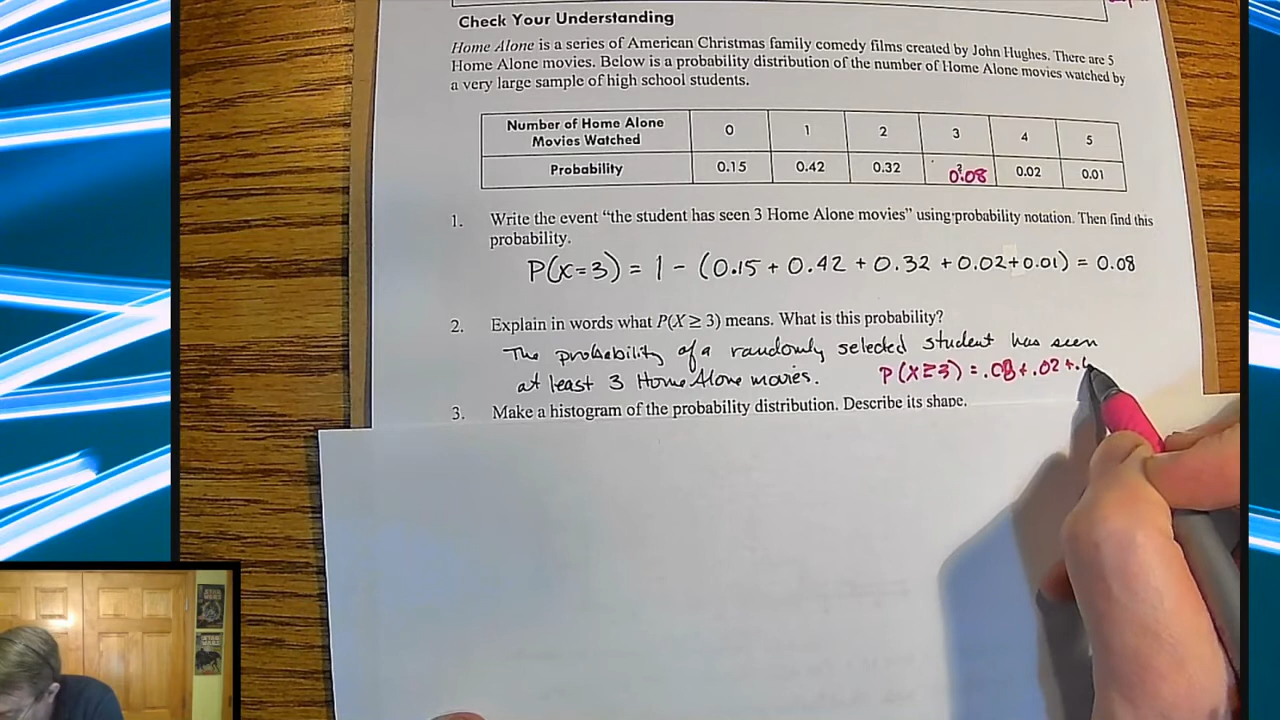 Check Your Understanding
Home Alone is a series of American Christmas family comedy films created by John Hughes. There are 5
Home Alone movies. Below is a probability distribution of the number of Home Alone movies watched by
a very large sample of high school students.
Number of Home Alone Movies Watched 0 1 2 3 4 5
Probability 0.15 0.42 0.32 0.08 0.02 0.01
1. Write the event “the student has seen 3 Home Alone movies” using probability notation. Then find this
probability.
P(X=3) = 1 - (0.15 + 0.42 + 0.32 + 0.02+0.01) = 0.08
2. Explain in words what P(X ≥ 3) means. What is this probability?
The probability of a randomly selected student has seen
at least 3 Home Alone movies. P(X≥3) = .08 + .02 + .
3. Make a histogram of the probability distribution. Describe its shape.